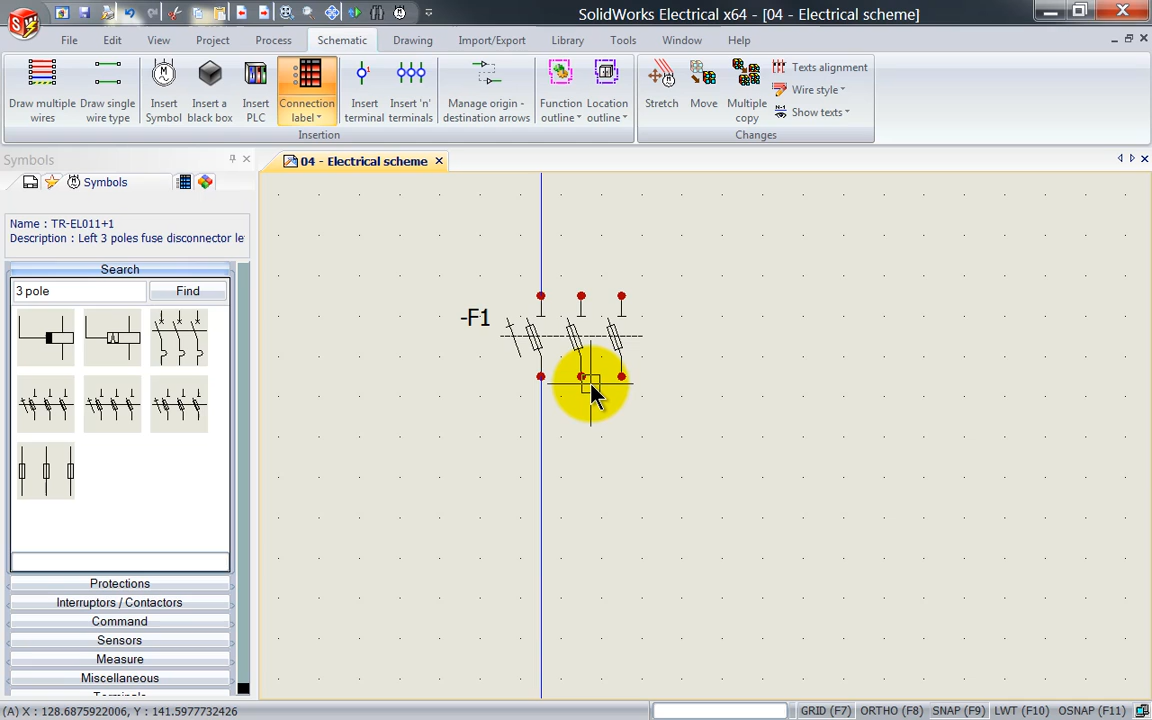 SolidWorks Electrical x64 - [04 - Electrical scheme]
File Edit View Project Process Schematic Drawing Import/Export Library Tools Window Help
Draw multiple wires
Draw single wire type
Insert Symbol
Insert a black box
Insert PLC
Connection label
Insert terminal
Insert 'n' terminals
Manage origin - destination arrows
Function outline
Location outline
Stretch
Move
Multiple copy
Texts alignment
Wire style
Show texts
Insertion
Changes
Symbols
04 - Electrical scheme
Symbols
Name : TR-EL011+1
Description : Left 3 poles fuse disconnector le
Search
3 pole
Find
Protections
Interruptors / Contactors
Command
Sensors
Measure
Miscellaneous
-F1
(A) X : 128.6875922006, Y : 141.5977732426
GRID (F7) ORTHO (F8) SNAP (F9) LWT (F10) OSNAP (F11)